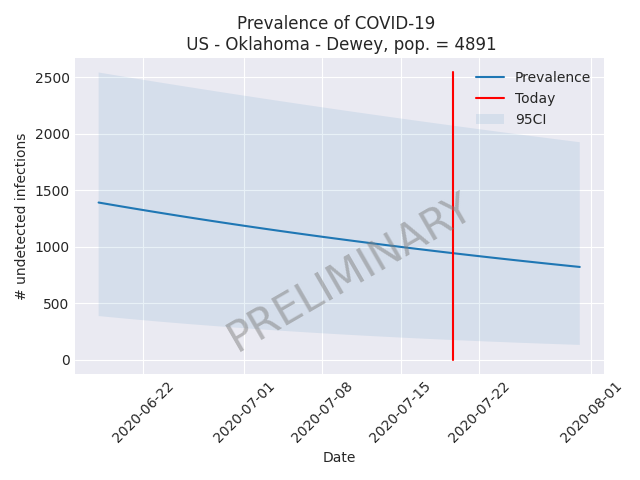 Prevalence of COVID-19
US - Oklahoma - Dewey, pop. = 4891
Prevalence
Today
95CI
2500
2000
1500
1000
500
0
# undetected infections
PRELIMINARY
2020-06-22
2020-07-01
2020-07-08
2020-07-15
2020-07-22
2020-08-01
Date